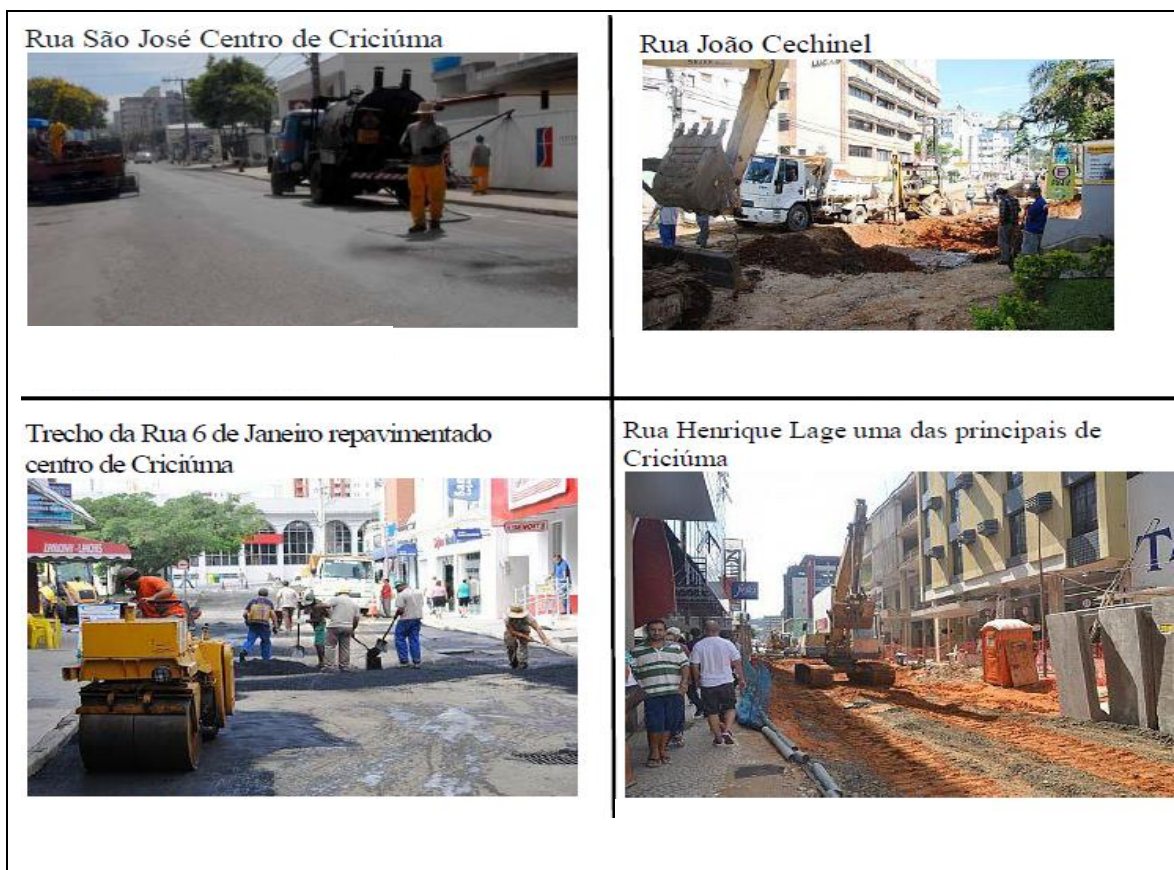 Rua São José Centro de Criciúma
Rua João Cechinel
Trecho da Rua 6 de Janeiro repavimentado
centro de Criciúma
Rua Henrique Lage uma das principais de
Criciúma